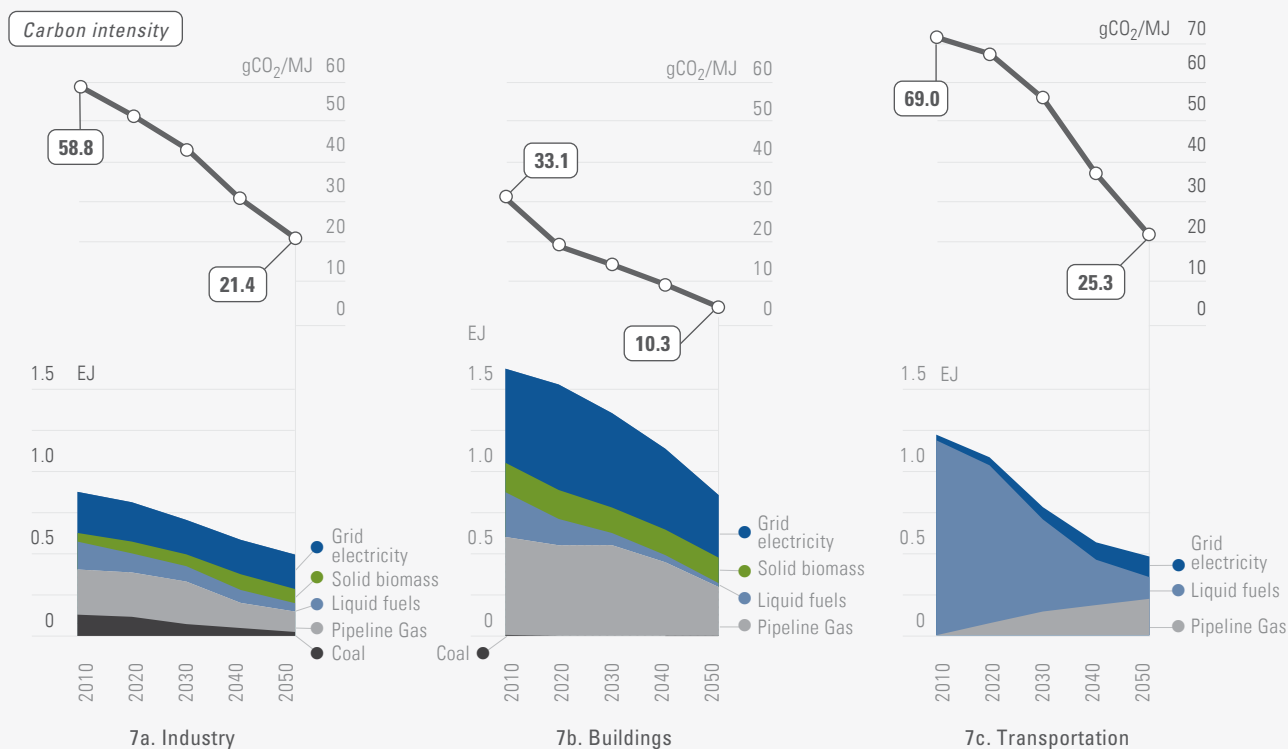 Carbon intensity
gCO2/MJ 60
50
40
30
20
10
0
58.8
21.4
1.5 EJ
1.0
0.5
0
Grid
electricity
Solid biomass
Liquid fuels
Pipeline Gas
Coal
2010
2020
2030
2040
2050
7a. Industry
gCO2/MJ 60
50
40
30
20
10
0
33.1
10.3
EJ
1.5
1.0
0.5
0
Grid
electricity
Solid biomass
Liquid fuels
Pipeline Gas
Coal
2010
2020
2030
2040
2050
7b. Buildings
gCO2/MJ 70
60
50
40
30
20
10
0
69.0
25.3
1.5 EJ
1.0
0.5
0
Grid
electricity
Liquid fuels
Pipeline Gas
2010
2020
2030
2040
2050
7c. Transportation